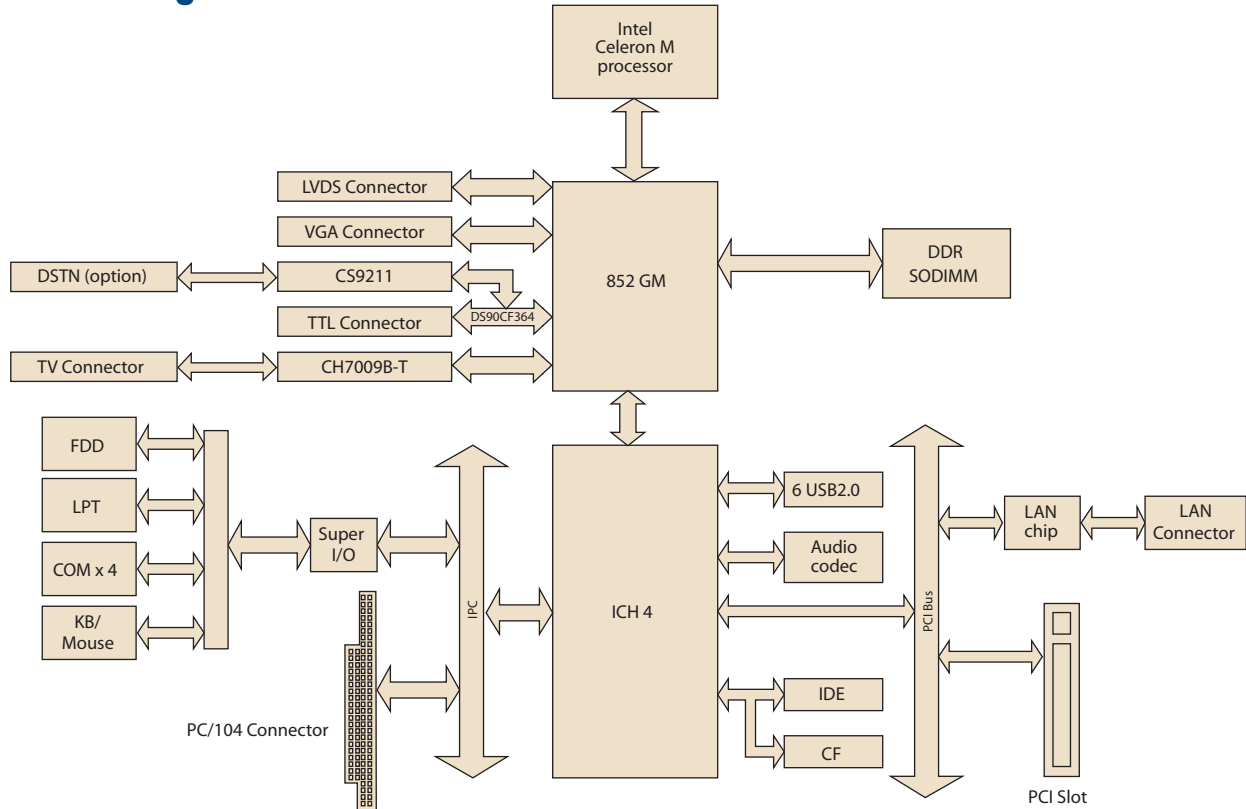 Intel
Celeron M
processor
LVDS Connector
VGA Connector
DSTN (option)
CS9211
852 GM
DDR
SODIMM
TTL Connector
DS90CF364
TV Connector
CH7009B-T
FDD
LPT
COM x 4
KB/
Mouse
Super
I/O
IPC
PC/104 Connector
ICH 4
6 USB2.0
Audio
codec
IDE
CF
PCI Bus
LAN
chip
LAN
Connector
PCI Slot